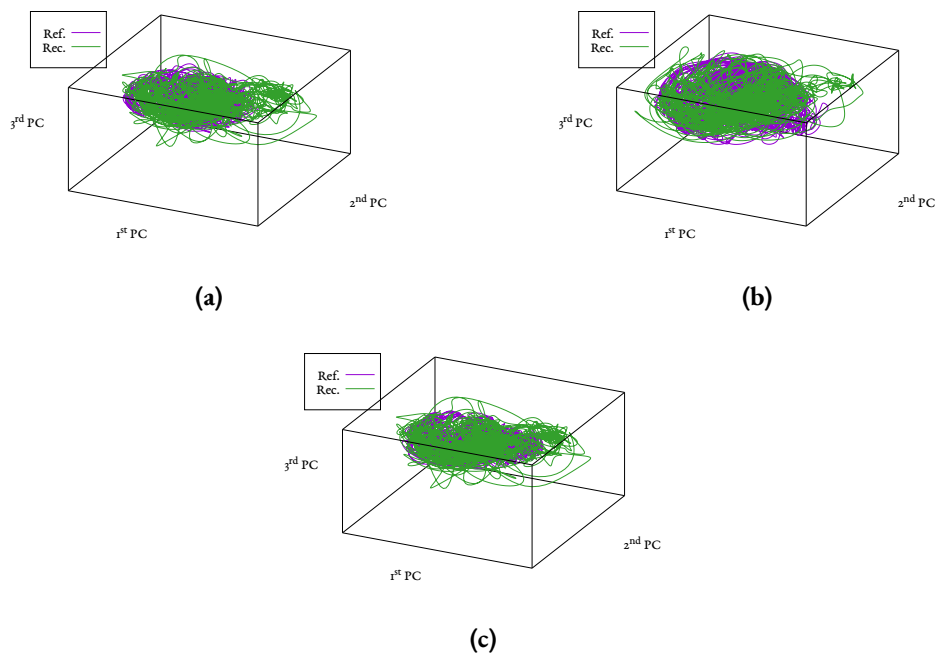 Ref.
Rec.
3rd PC
2nd PC
1st PC
(a)
Ref.
Rec.
3rd PC
2nd PC
1st PC
(b)
Ref.
Rec.
3rd PC
2nd PC
1st PC
(c)